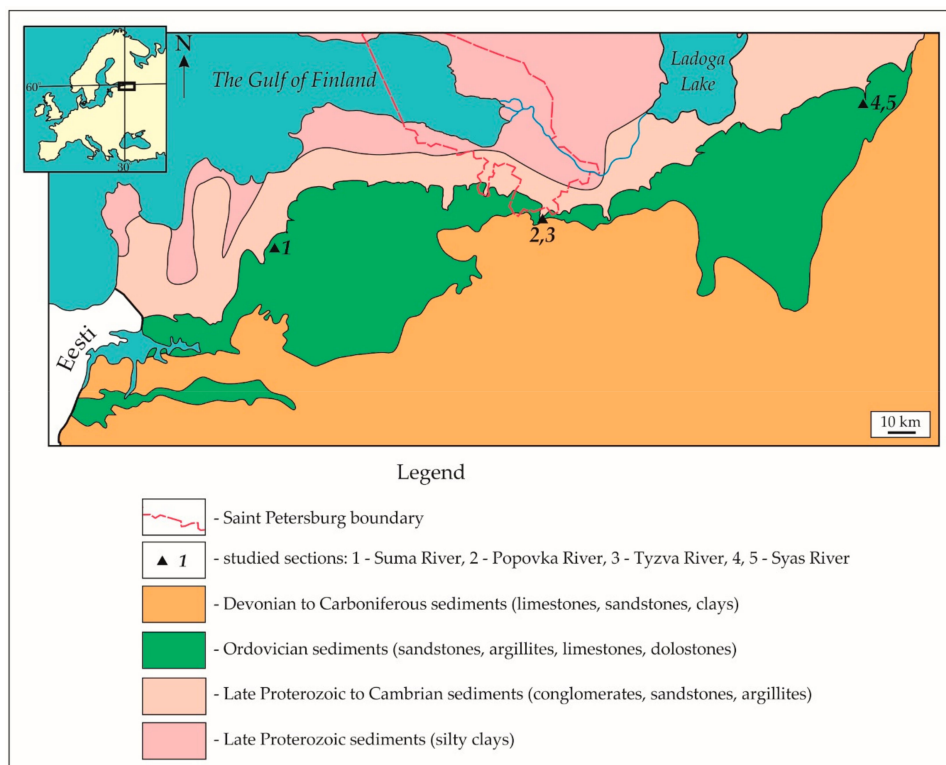 N
60
30
The Gulf of Finland
Ladoga
Lake
4,5
2,3
1
Eesti
10 km
Legend
- Saint Petersburg boundary
1 - studied sections: 1 - Suma River, 2 - Popovka River, 3 - Tyzva River, 4, 5 - Syas River
- Devonian to Carboniferous sediments (limestones, sandstones, clays)
- Ordovician sediments (sandstones, argillites, limestones, dolostones)
- Late Proterozoic to Cambrian sediments (conglomerates, sandstones, argillites)
- Late Proterozoic sediments (silty clays)